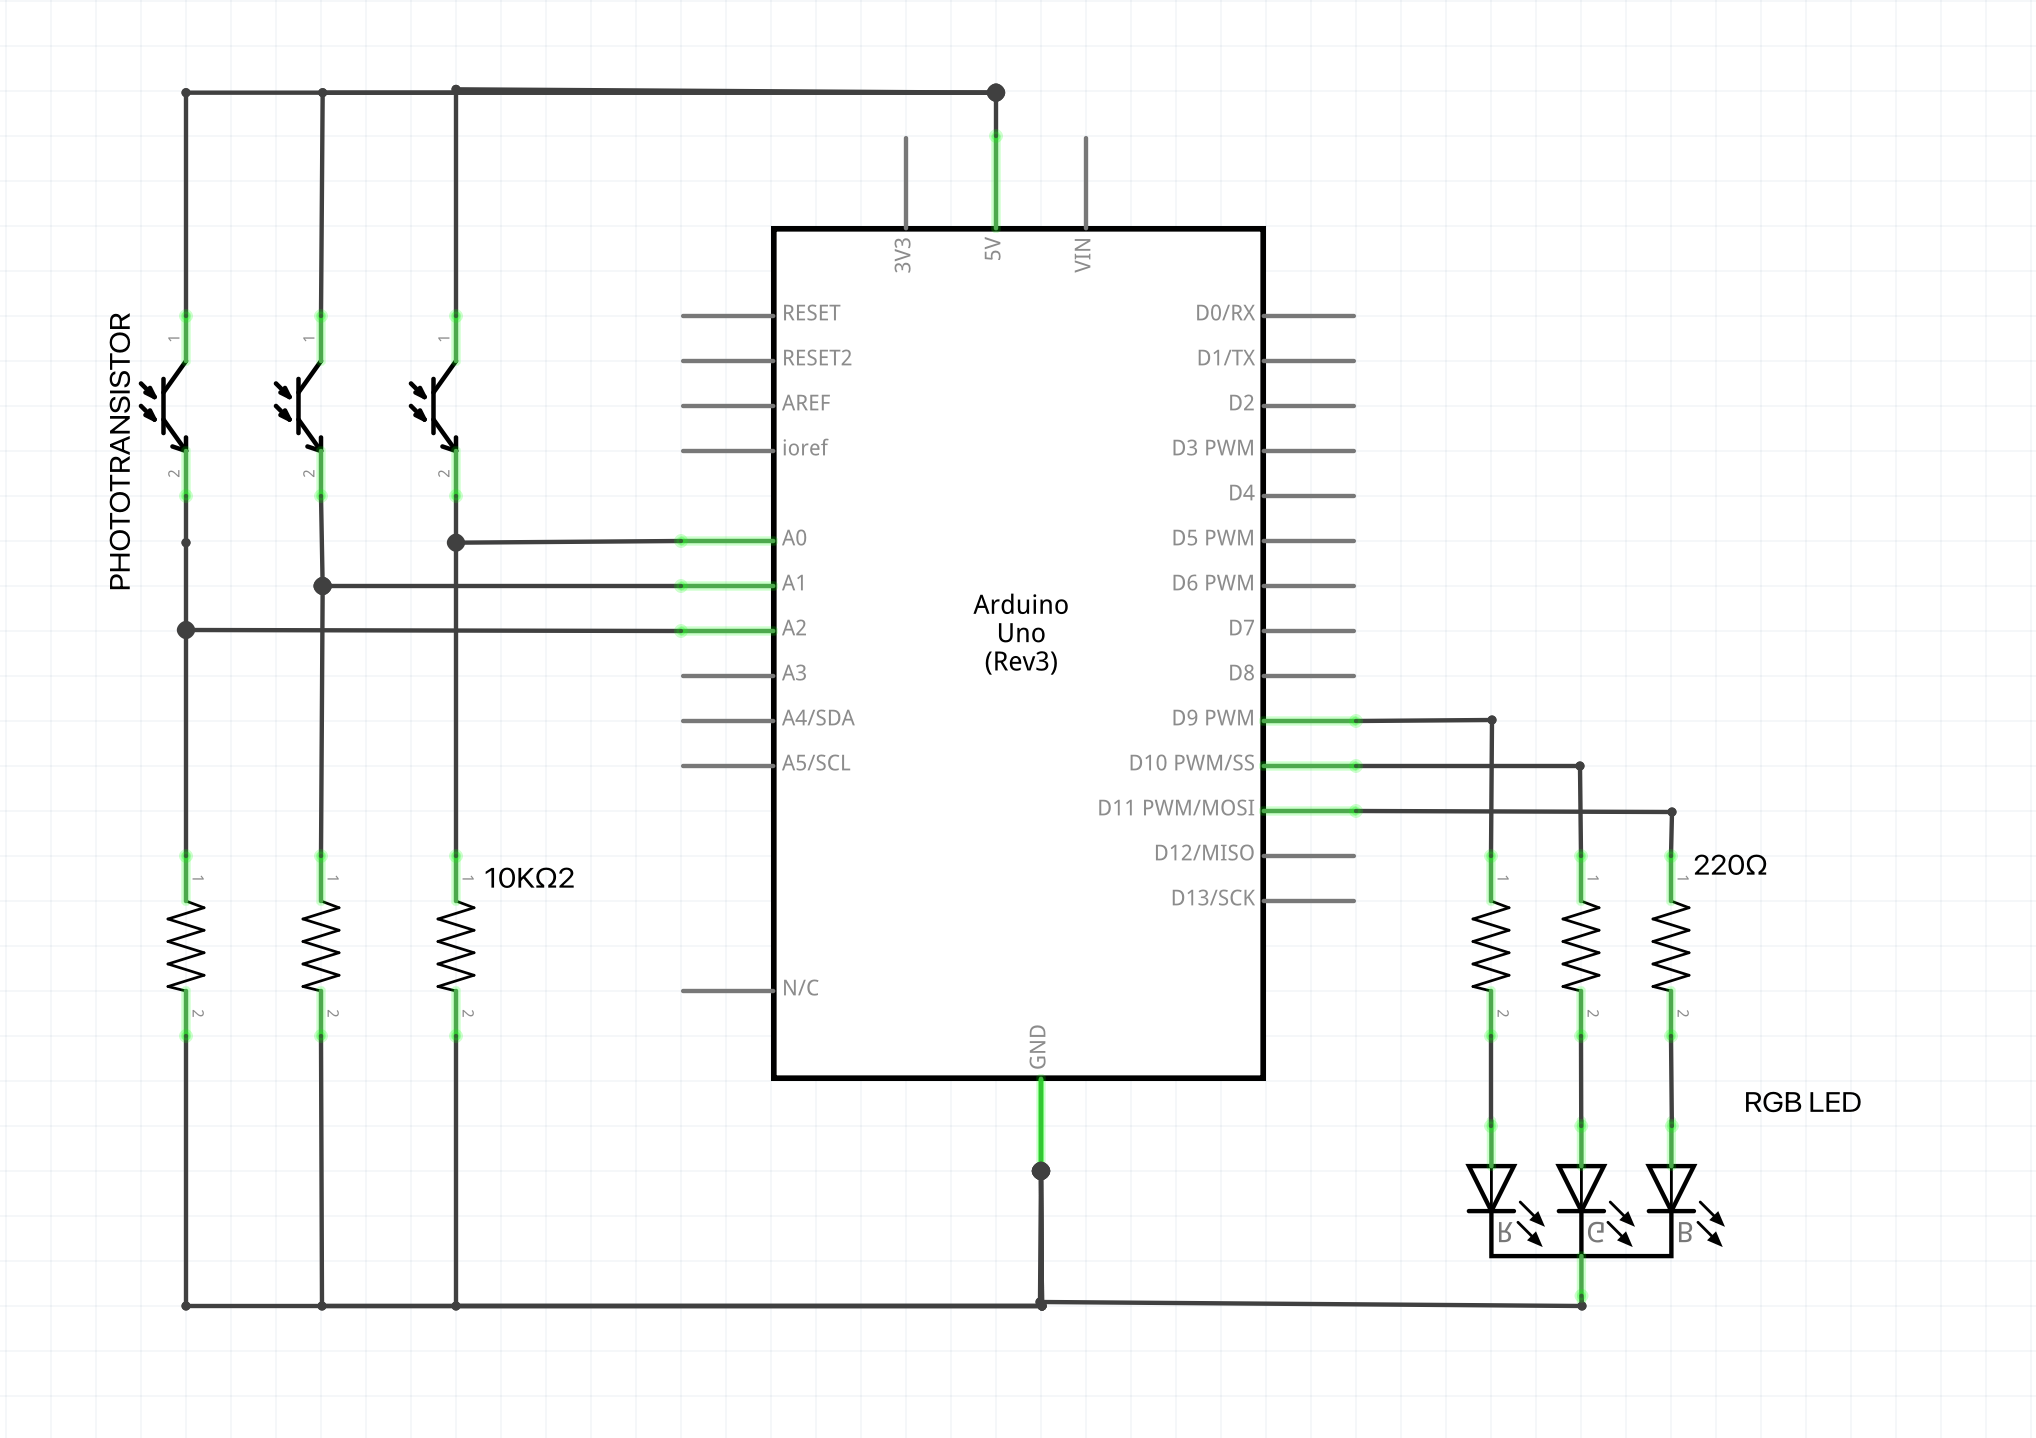 3V3
5V
VIN
PHOTOTRANSISTOR
1
1
1
2
2
2
RESET
RESET2
AREF
ioref
A0
A1
A2
A3
A4/SDA
A5/SCL
N/C
Arduino
Uno
(Rev3)
GND
D0/RX
D1/TX
D2
D3 PWM
D4
D5 PWM
D6 PWM
D7
D8
D9 PWM
D10 PWM/SS
D11 PWM/MOSI
D12/MISO
D13/SCK
1
1
1
10KΩ2
2
2
2
1
1
1
220Ω
2
2
2
RGB LED
R
G
B